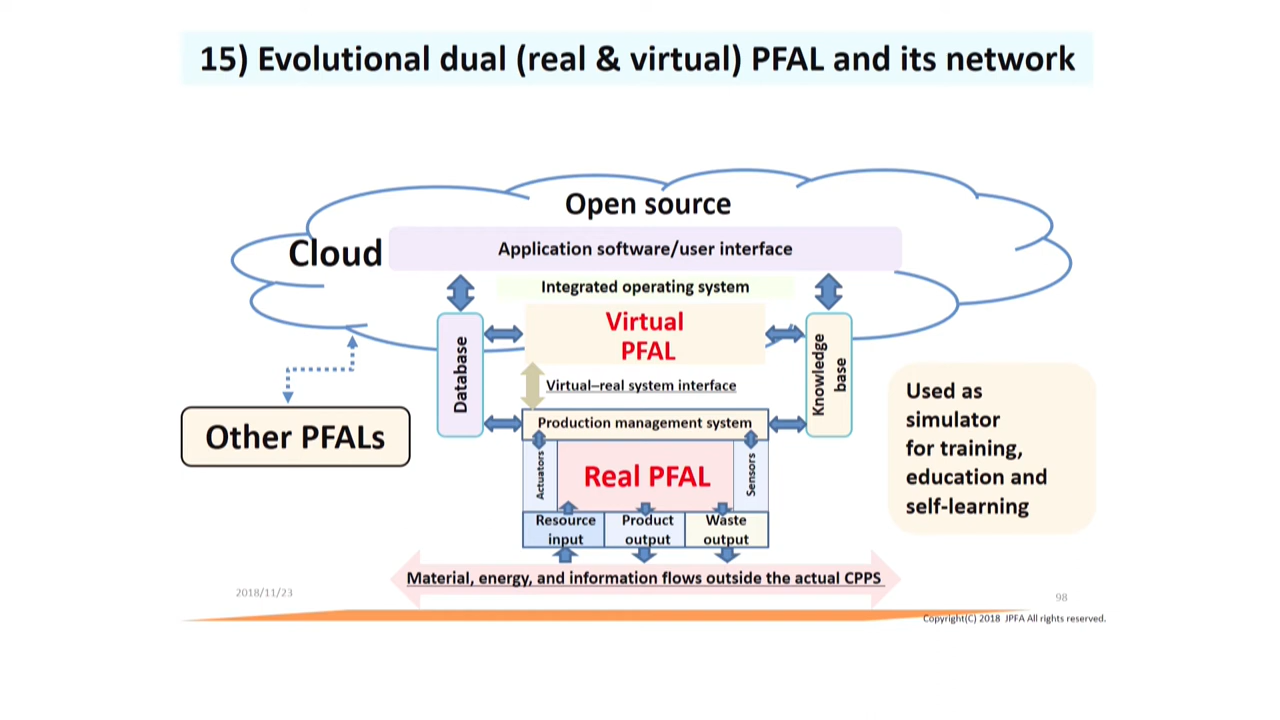 15) Evolutional dual (real & virtual) PFAL and its network
Open source
Cloud
Application software/user interface
Integrated operating system
Virtual
PFAL
Database
Knowledge
base
Virtual–real system interface
Used as
simulator
for training,
education and
self-learning
Other PFALs
Production management system
Actuators
Real PFAL
Sensors
Resource
input
Product
output
Waste
output
Material, energy, and information flows outside the actual CPPS
2018/11/23
98
Copyright(C) 2018 JPFA All rights reserved.